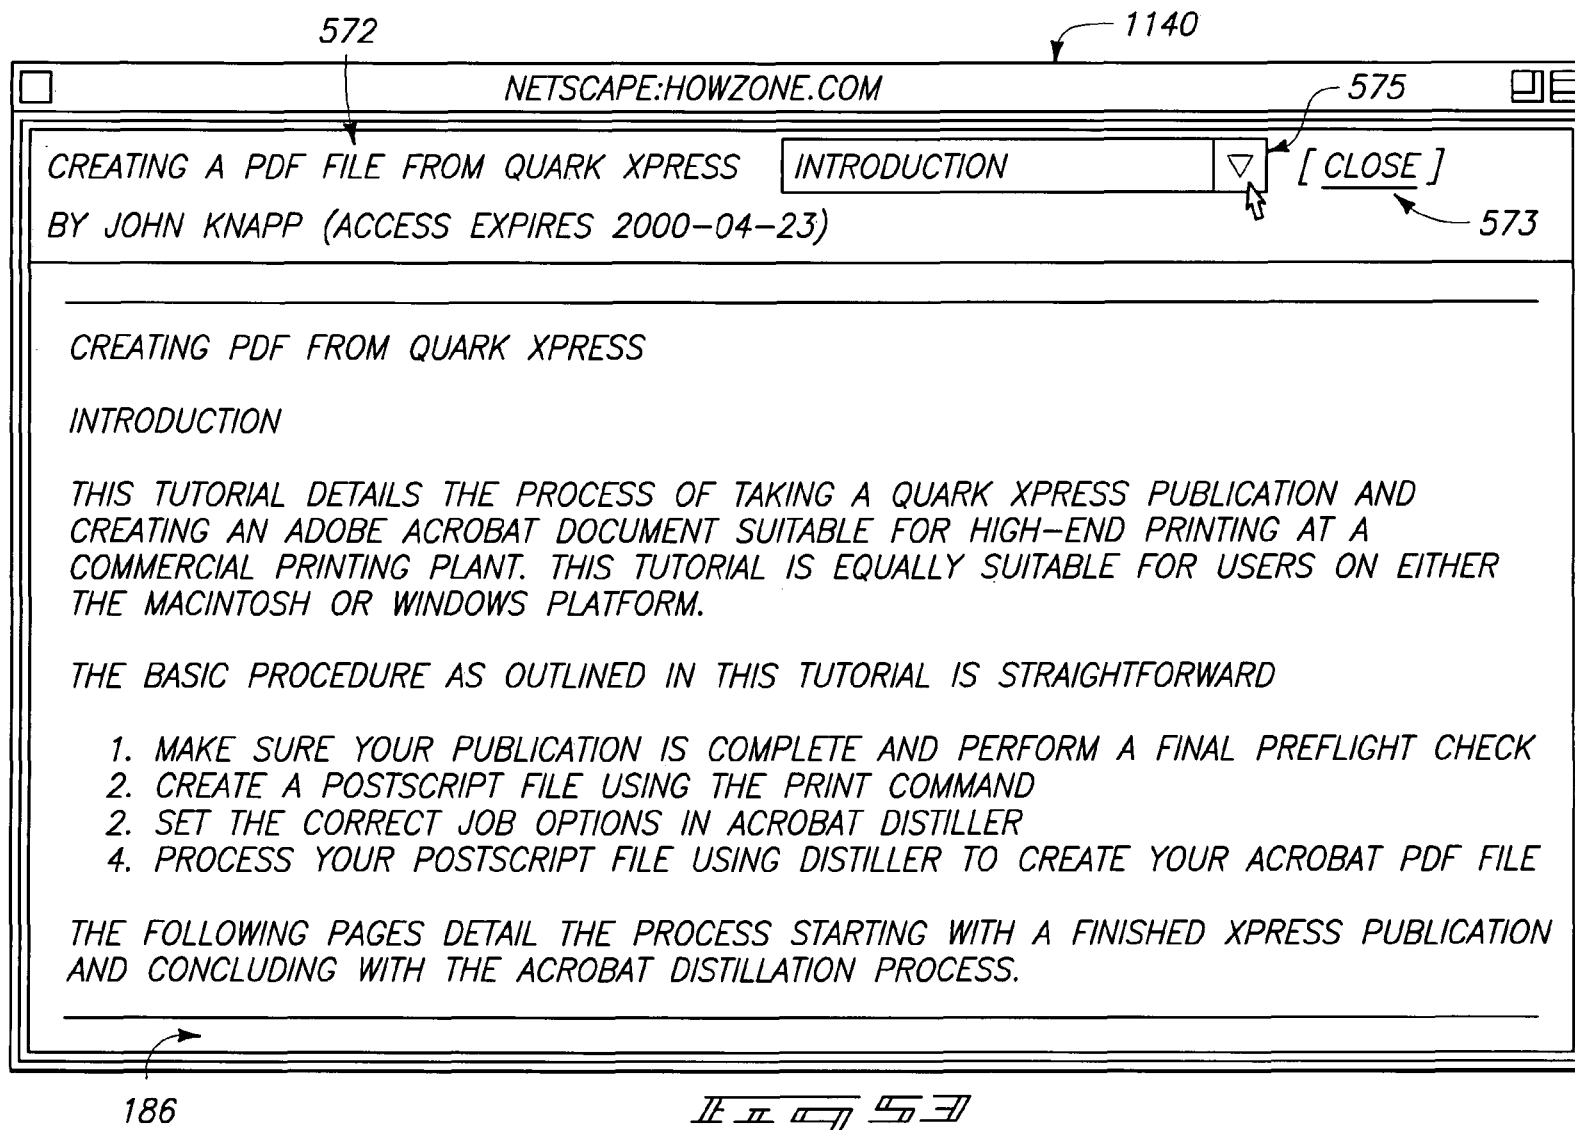 572
1140
NETSCAPE:HOWZONE.COM
575
CREATING A PDF FILE FROM QUARK XPRESS INTRODUCTION [ CLOSE ]
BY JOHN KNAPP (ACCESS EXPIRES 2000-04-23)
573
CREATING PDF FROM QUARK XPRESS
INTRODUCTION
THIS TUTORIAL DETAILS THE PROCESS OF TAKING A QUARK XPRESS PUBLICATION AND
CREATING AN ADOBE ACROBAT DOCUMENT SUITABLE FOR HIGH-END PRINTING AT A
COMMERCIAL PRINTING PLANT. THIS TUTORIAL IS EQUALLY SUITABLE FOR USERS ON EITHER
THE MACINTOSH OR WINDOWS PLATFORM.
THE BASIC PROCEDURE AS OUTLINED IN THIS TUTORIAL IS STRAIGHTFORWARD
1. MAKE SURE YOUR PUBLICATION IS COMPLETE AND PERFORM A FINAL PREFLIGHT CHECK
2. CREATE A POSTSCRIPT FILE USING THE PRINT COMMAND
2. SET THE CORRECT JOB OPTIONS IN ACROBAT DISTILLER
4. PROCESS YOUR POSTSCRIPT FILE USING DISTILLER TO CREATE YOUR ACROBAT PDF FILE
THE FOLLOWING PAGES DETAIL THE PROCESS STARTING WITH A FINISHED XPRESS PUBLICATION
AND CONCLUDING WITH THE ACROBAT DISTILLATION PROCESS.
186
FIG 53